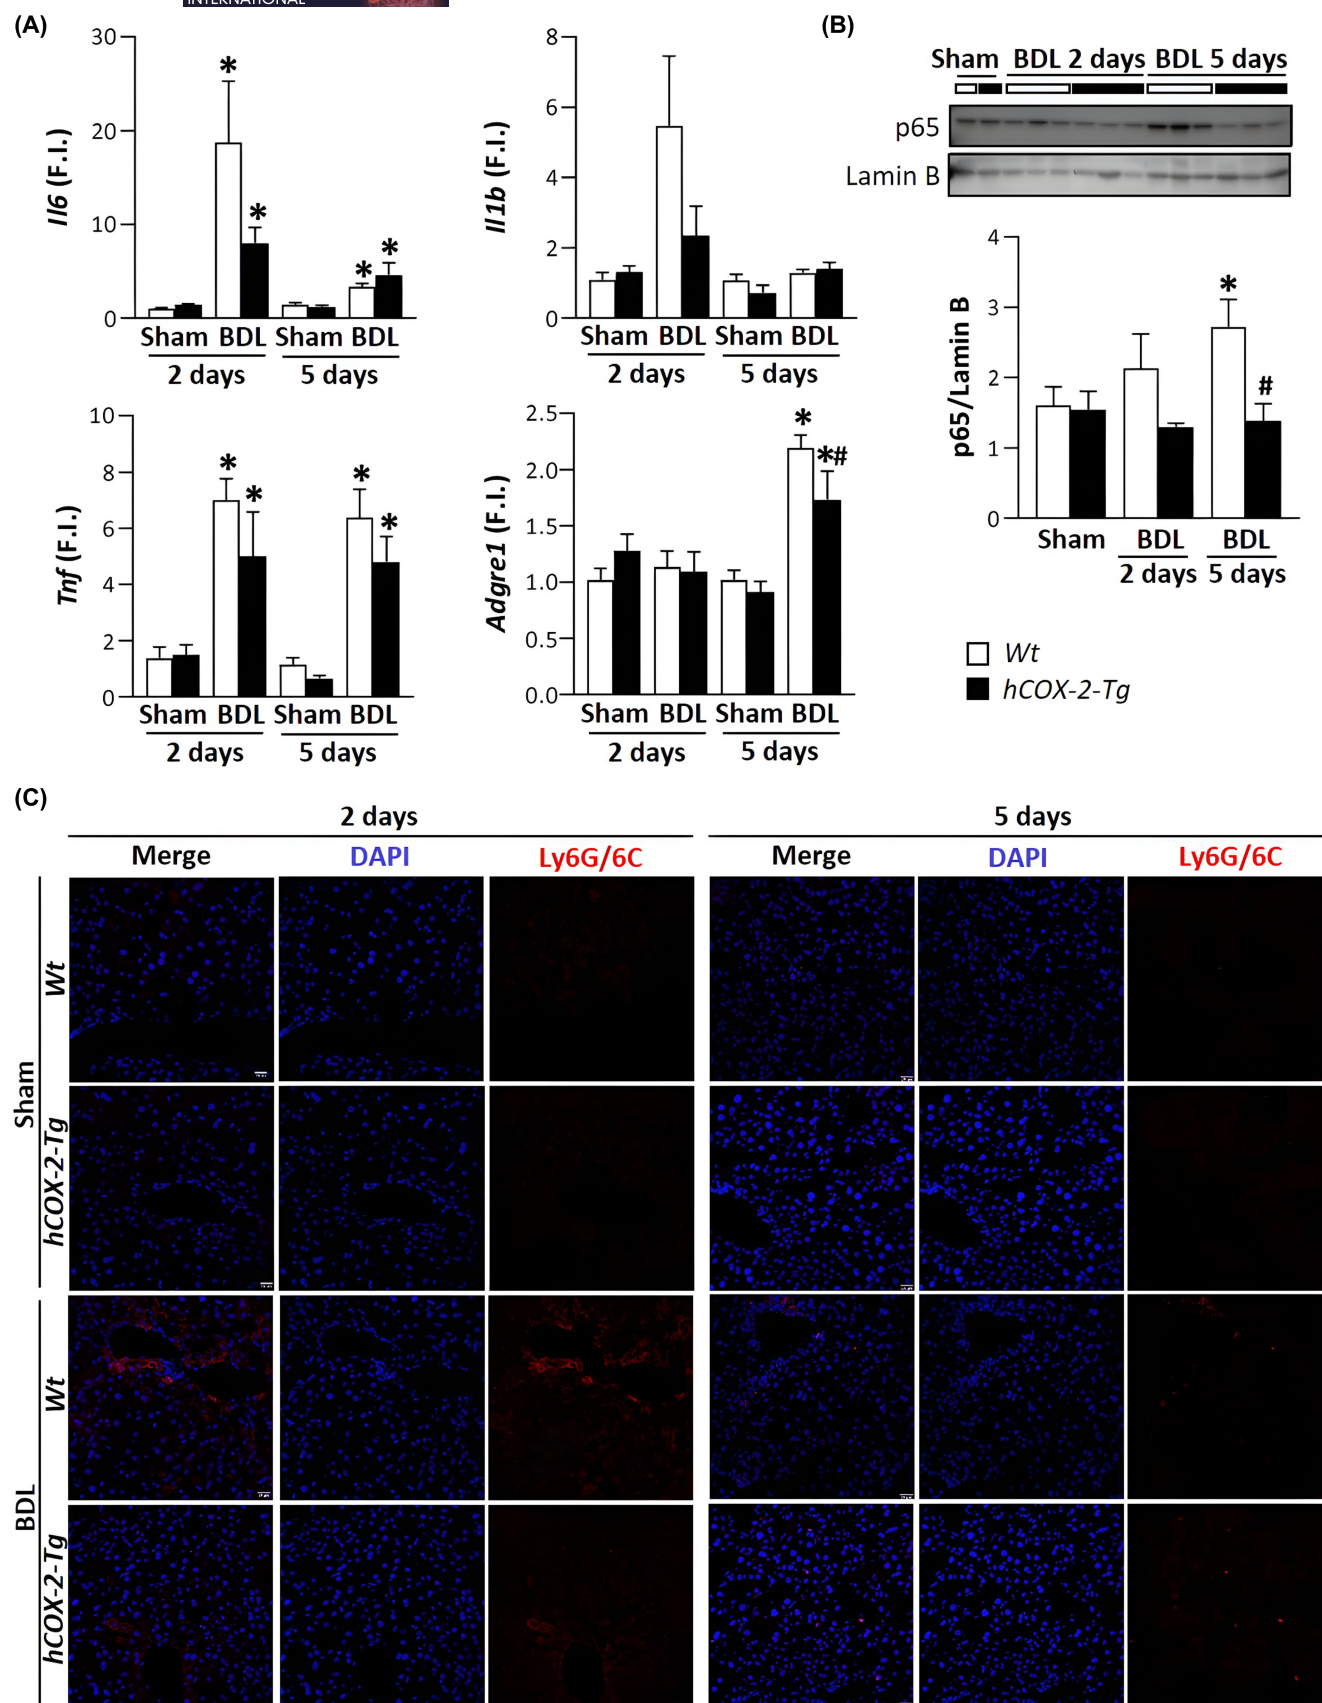 INTERNATIONAL
(A)
30
20
10
0
Il6 (F.I.)
*
*
*
*
Sham BDL Sham BDL
2 days 5 days
8
6
4
2
0
Il1b (F.I.)
Sham BDL Sham BDL
2 days 5 days
10
8
6
4
2
0
Tnf (F.I.)
*
*
*
*
Sham BDL Sham BDL
2 days 5 days
2.5
2.0
1.5
1.0
0.5
0.0
Adgre1 (F.I.)
*
*#
Sham BDL Sham BDL
2 days 5 days
(B)
Sham BDL 2 days BDL 5 days
p65
Lamin B
4
3
2
1
0
p65/Lamin B
*
#
Sham BDL BDL
2 days 5 days
Wt
hCOX-2-Tg
(C)
2 days 5 days
Merge DAPI Ly6G/6C Merge DAPI Ly6G/6C
Sham
Wt
hCOX-2-Tg
BDL
Wt
hCOX-2-Tg